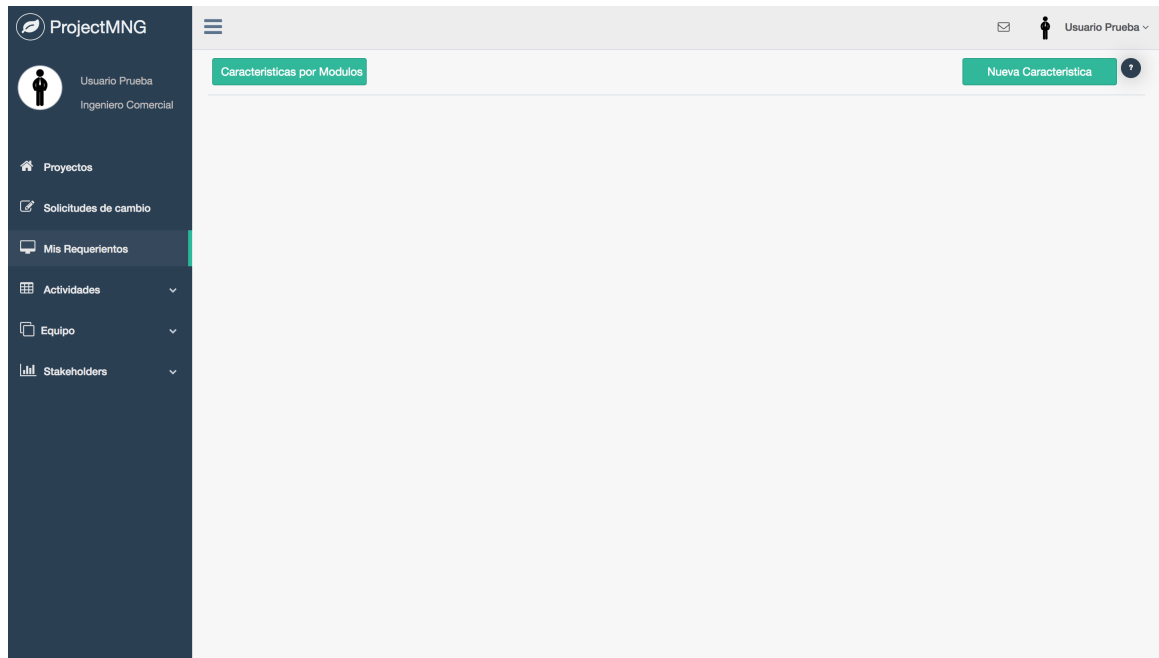 ProjectMNG
Usuario Prueba
Caracteristicas por Modulos
Nueva Caracteristica
?
Usuario Prueba
Ingeniero Comercial
Proyectos
Solicitudes de cambio
Mis Requerientos
Actividades
Equipo
Stakeholders